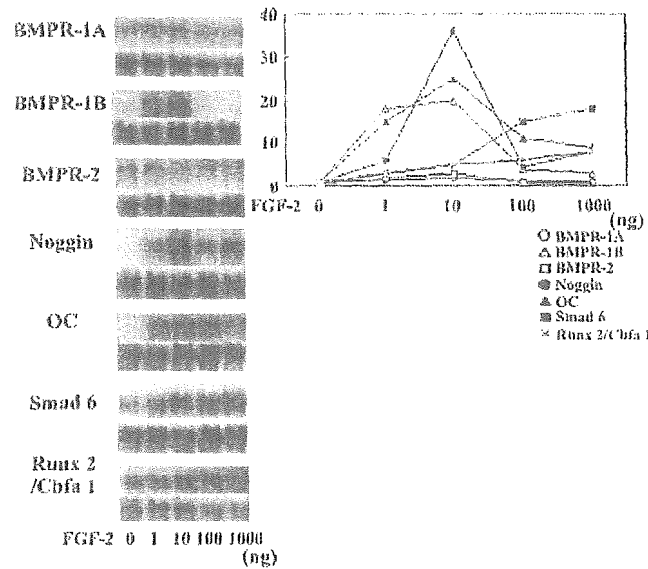 BMPR-1A
BMPR-1B
BMPR-2
Noggin
OC
Smad 6
Runx 2
/Cbfa 1
FGF-2 0 1 10 100 1000
(ng)
40
30
20
10
0
FGF-2 0 1 10 100 1000
(ng)
BMPR-1A
BMPR-1B
BMPR-2
Noggin
OC
Smad 6
Runx 2/Cbfa 1